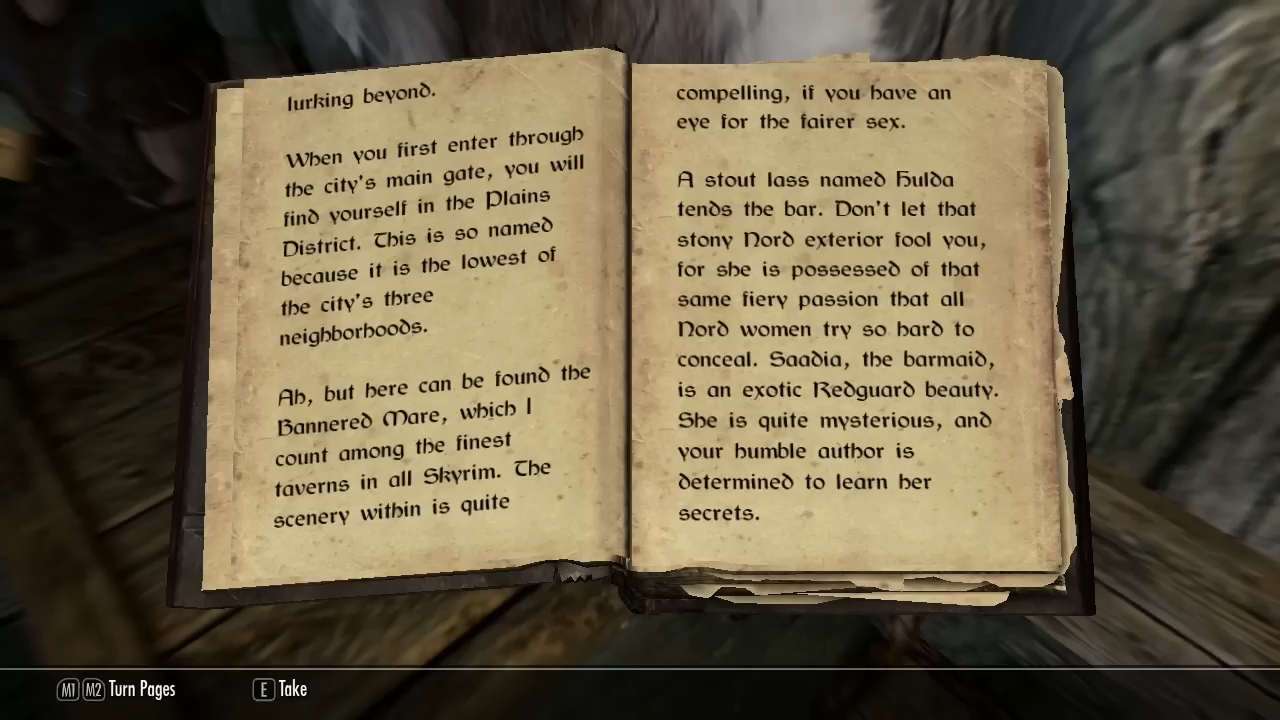 lurking beyond.
When you first enter through
the city's main gate, you will
find yourself in the Plains
District. This is so named
because it is the lowest of
the city's three
neighborhoods.
Ah, but here can be found the
Bannered Mare, which I
count among the finest
taverns in all Skyrim. The
scenery within is quite
compelling, if you have an
eye for the fairer sex.
A stout lass named Hulda
tends the bar. Don't let that
stony Nord exterior fool you,
for she is possessed of that
same fiery passion that all
Nord women try so hard to
conceal. Saadia, the barmaid,
is an exotic Redguard beauty.
She is quite mysterious, and
your humble author is
determined to learn her
secrets.
M1 M2 Turn Pages E Take